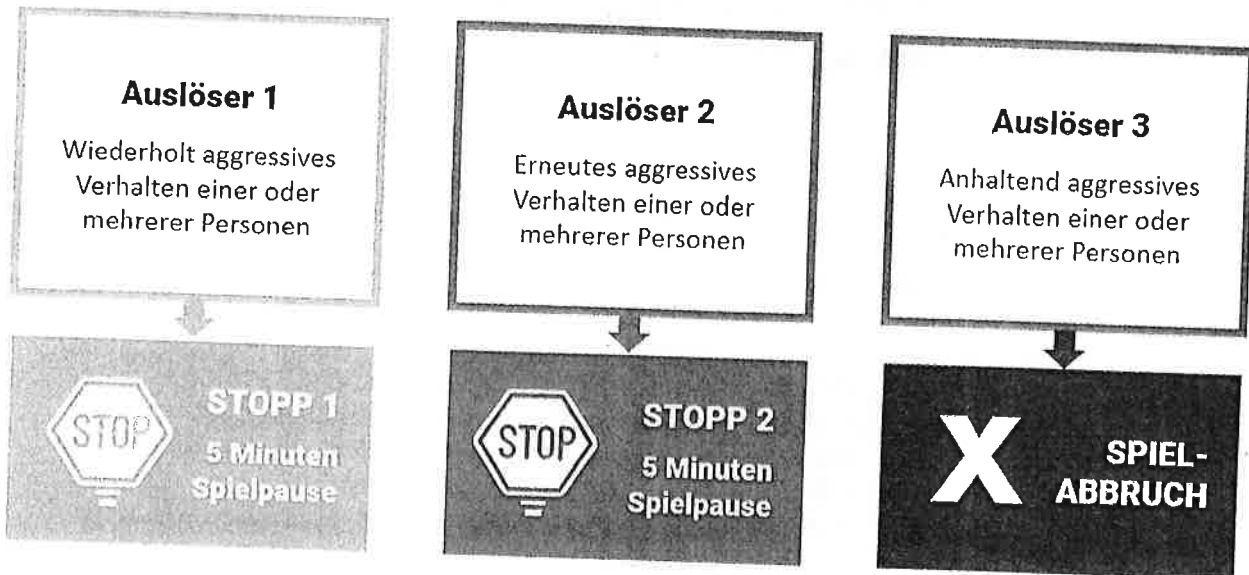 Auslöser 1
Wiederholt aggressives
Verhalten einer oder
mehrerer Personen
STOP
STOPP 1
5 Minuten
Spielpause
Auslöser 2
Erneutes aggressives
Verhalten einer oder
mehrerer Personen
STOP
STOPP 2
5 Minuten
Spielpause
Auslöser 3
Anhaltend aggressives
Verhalten einer oder
mehrerer Personen
X
SPIEL-
ABBRUCH